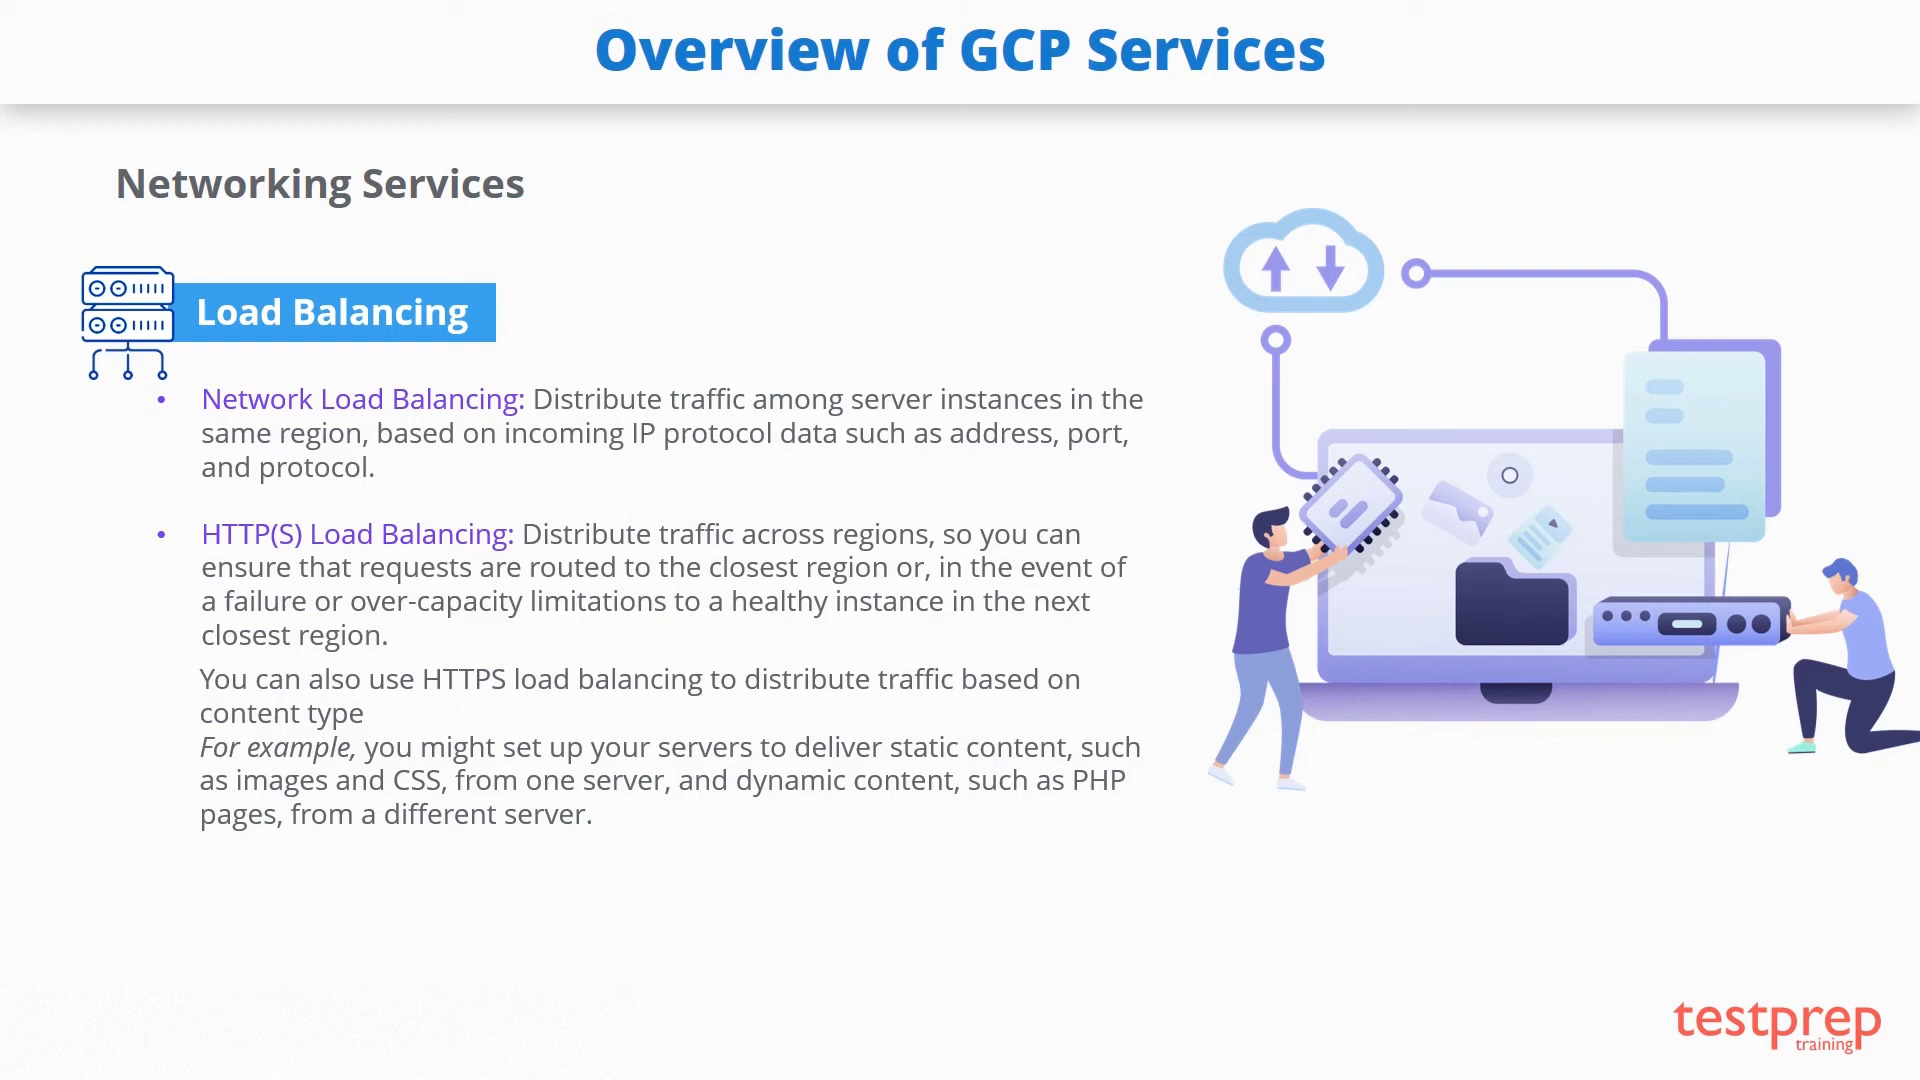 Overview of GCP Services
Networking Services
Load Balancing
• Network Load Balancing: Distribute traffic among server instances in the
same region, based on incoming IP protocol data such as address, port,
and protocol.
• HTTP(S) Load Balancing: Distribute traffic across regions, so you can
ensure that requests are routed to the closest region or, in the event of
a failure or over-capacity limitations to a healthy instance in the next
closest region.
You can also use HTTPS load balancing to distribute traffic based on
content type
For example, you might set up your servers to deliver static content, such
as images and CSS, from one server, and dynamic content, such as PHP
pages, from a different server.
testprep
training